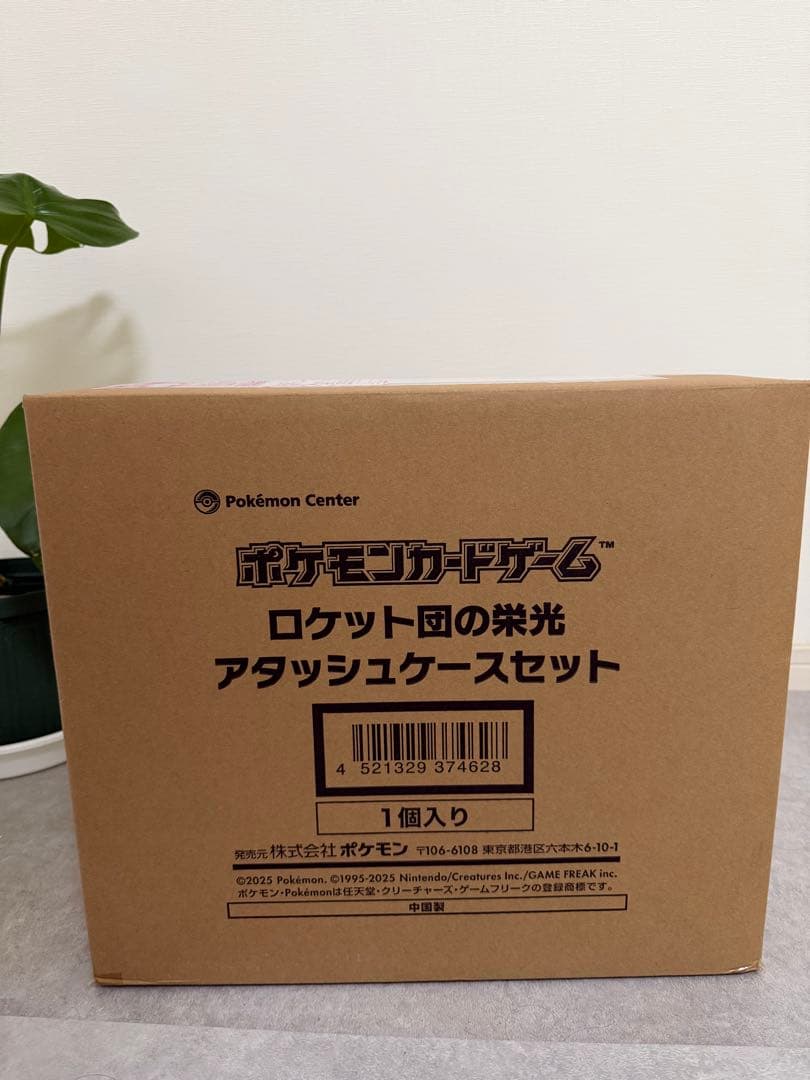 Pokémon Center
ポケモンカードゲーム™
ロケット団の栄光
アタッシュケースセット
4 521329 374628
1個入り
発売元 株式会社 ポケモン 〒106-6108 東京都港区六本木6-10-1
©2025 Pokémon. ©1995-2025 Nintendo/Creatures Inc./GAME FREAK inc.
ポケモン・Pokémonは任天堂・クリーチャーズ・ゲームフリークの登録商標です。
中国製